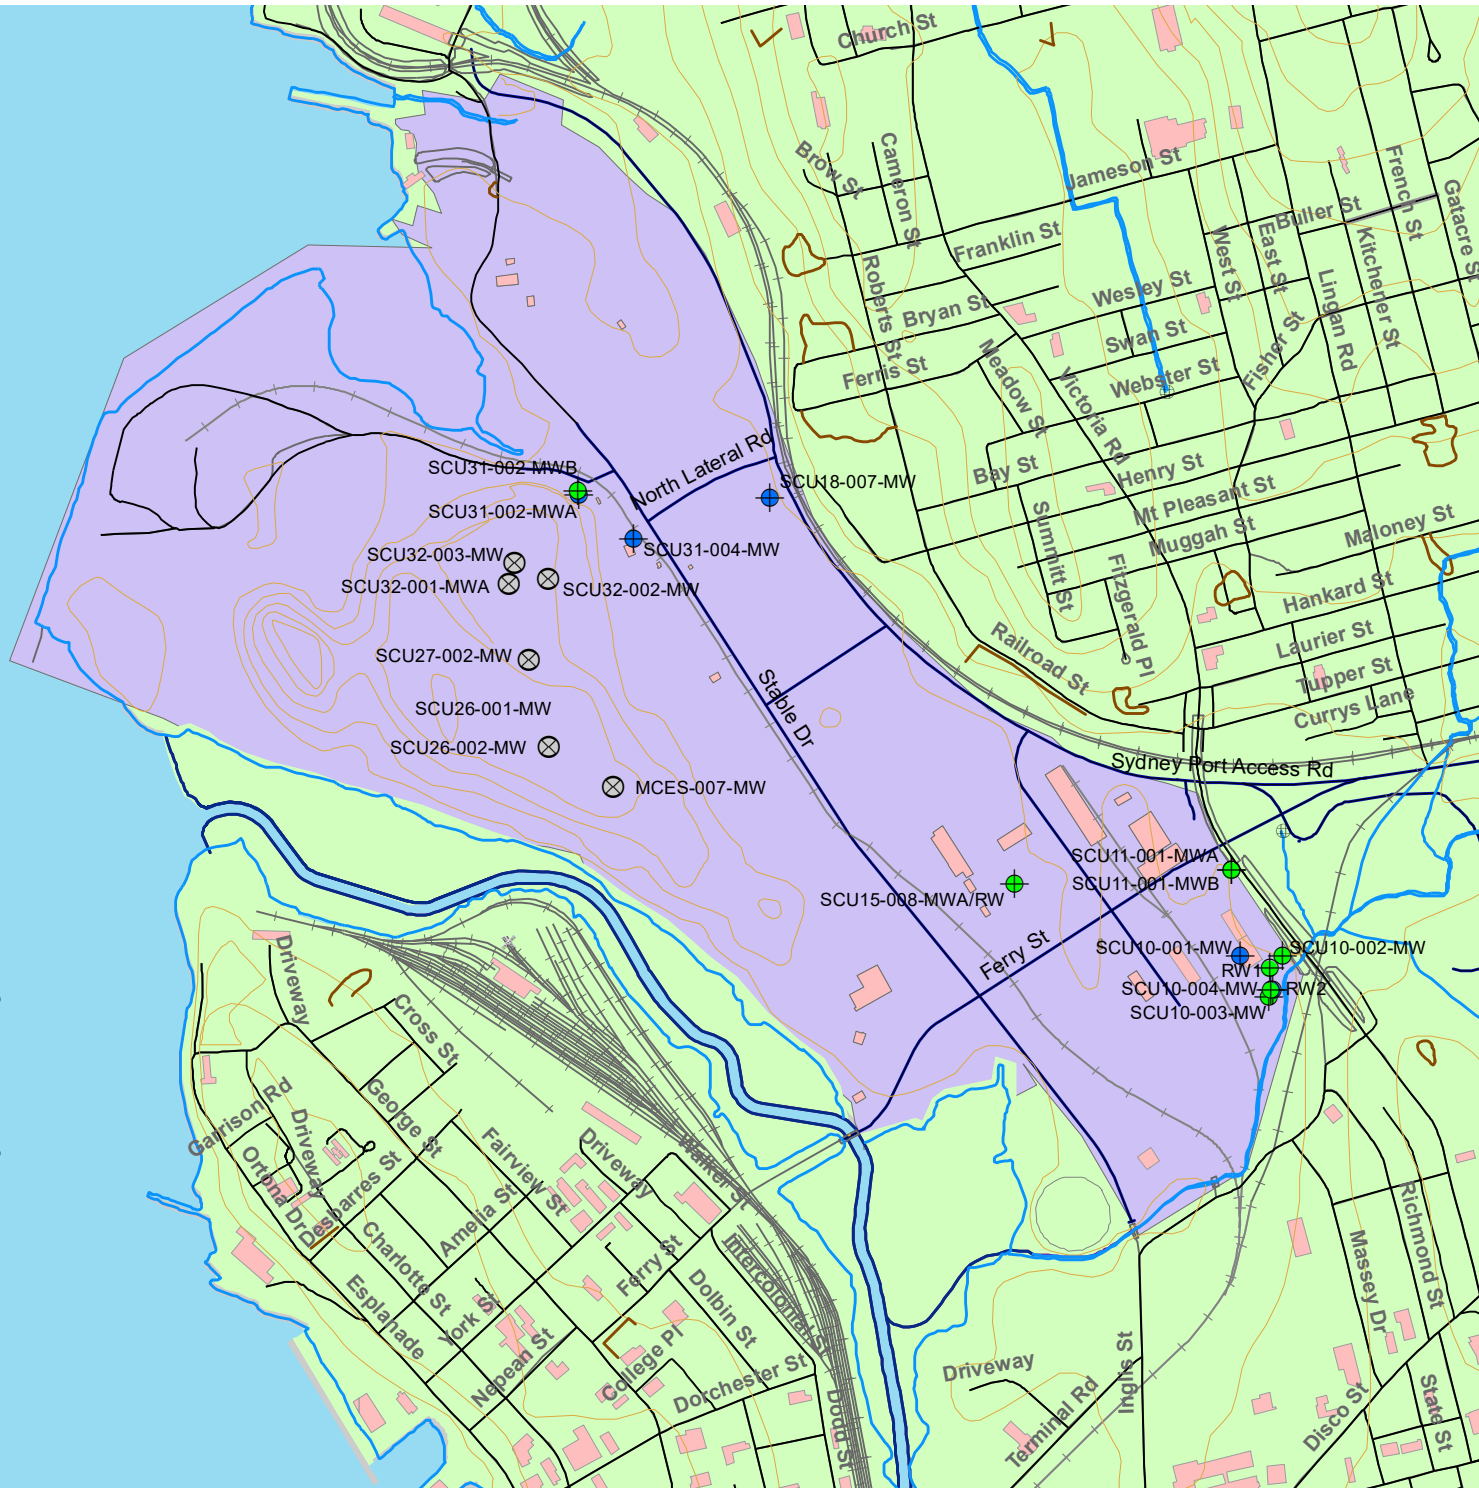 Church St
Brow St
Cameron St
Jameson St
French St
Gatacre St
Buller St
Franklin St
West St
East St
Kitchener St
Roberts St
Bryan St
Wesley St
Lingan Rd
Swan St
Fisher St
Ferris St
Meadow St
Victoria Rd
Webster St
North Lateral Rd
SCU31-002-MWB
SCU18-007-MW
Bay St
Henry St
SCU31-002-MWA
Mt Pleasant St
Summitt St
Muggah St
Maloney St
SCU31-004-MW
SCU32-003-MW
SCU32-001-MWA
SCU32-002-MW
Fitzgerald Pl
Hankard St
Railroad St
Laurier St
SCU27-002-MW
Tupper St
Stable Dr
SCU26-001-MW
Currys Lane
SCU26-002-MW
Sydney Port Access Rd
MCES-007-MW
SCU11-001-MWA
SCU11-001-MWB
SCU15-008-MWA/RW
Ferry St
SCU10-001-MW
SCU10-002-MW
RW1
SCU10-004-MW
RW2
SCU10-003-MW
Driveway
Cross St
Garrison Rd
Driveway
George St
Ortona Dr
Desbarres St
Fairview St
Driveway
Walker St
Amelia St
Charlotte St
Esplanade
York St
Ferry St
Intercolonial St
Dolbin St
Nepean St
College Pl
Dorchester St
Dodd St
Driveway
Inglis St
Terminal Rd
Massey Dr
Richmond St
Disco St
State St